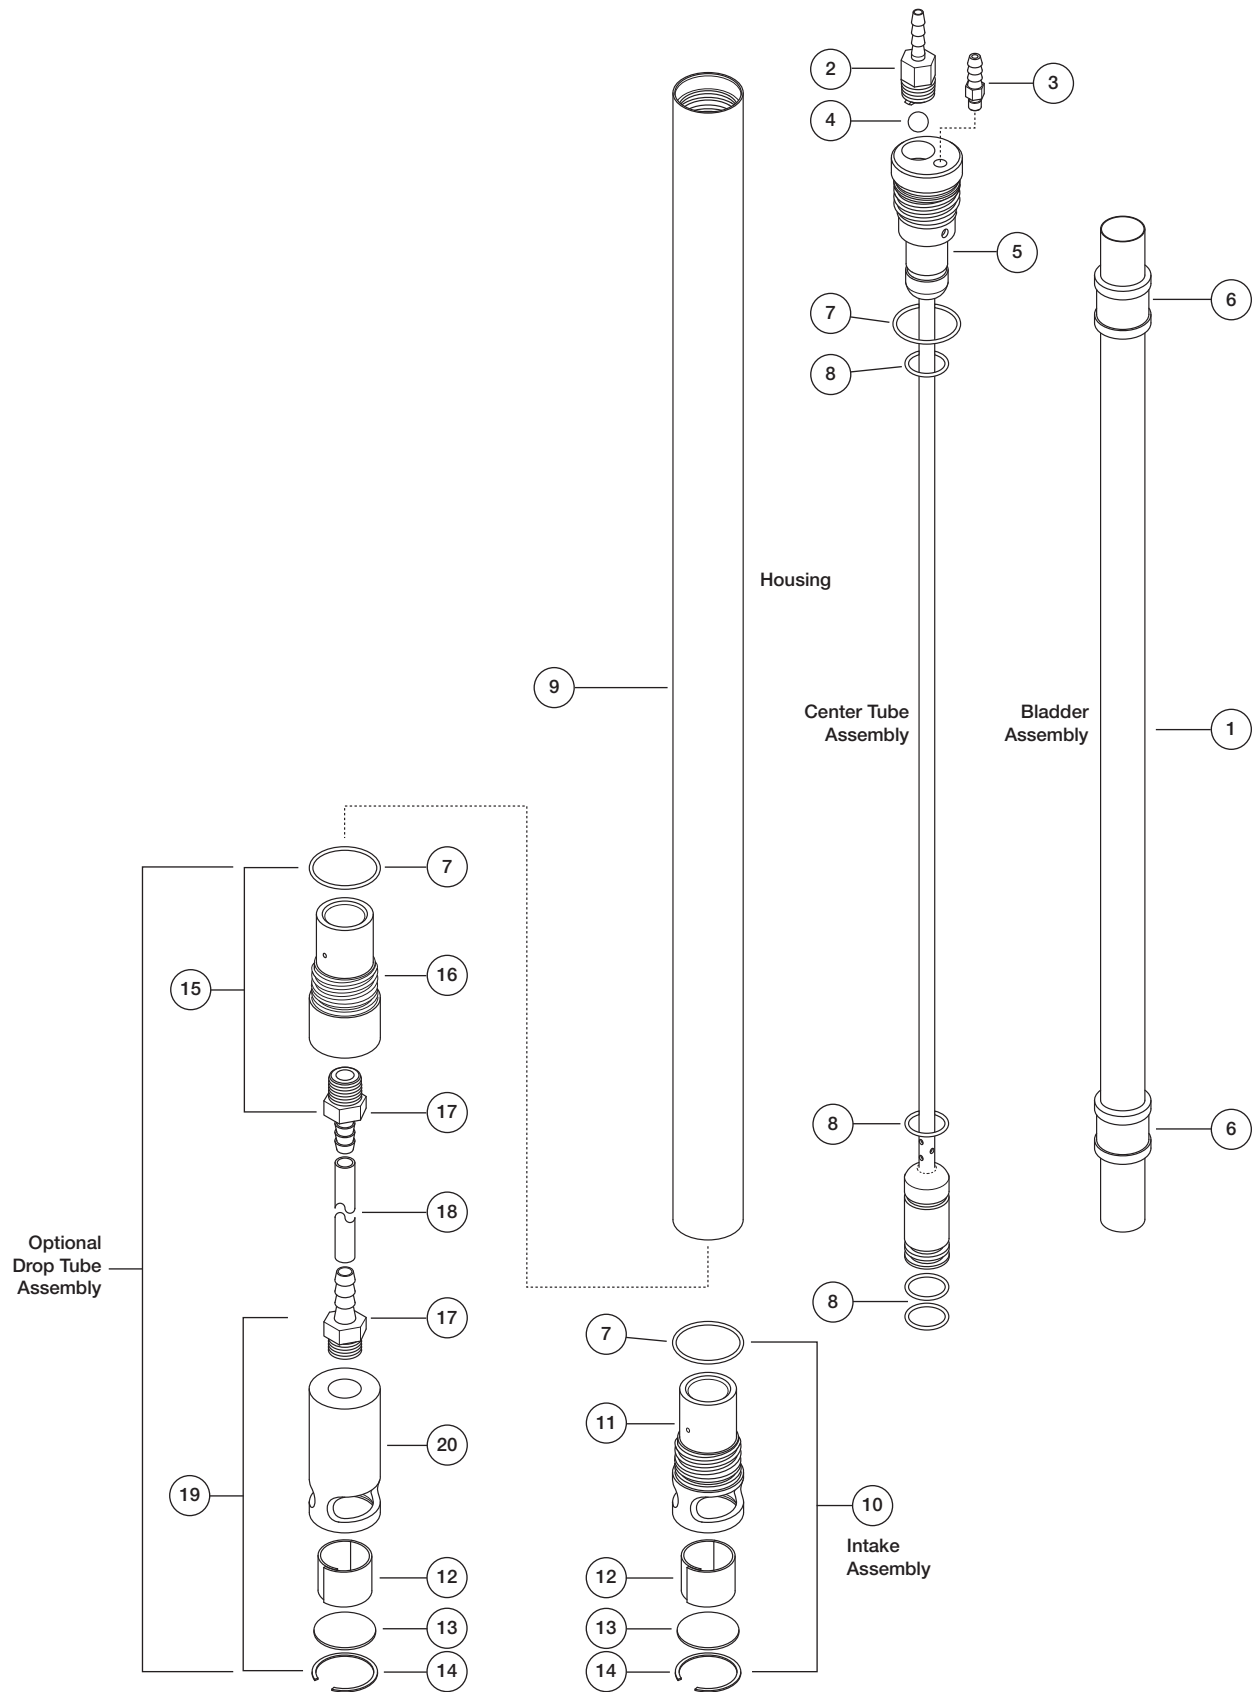 2
3
4
5
6
7
8
Housing
9
Center Tube
Assembly
Bladder
Assembly
1
7
16
15
17
8
6
18
Optional
Drop Tube
Assembly
17
8
7
11
20
19
10
Intake
Assembly
12
12
13
13
14
14